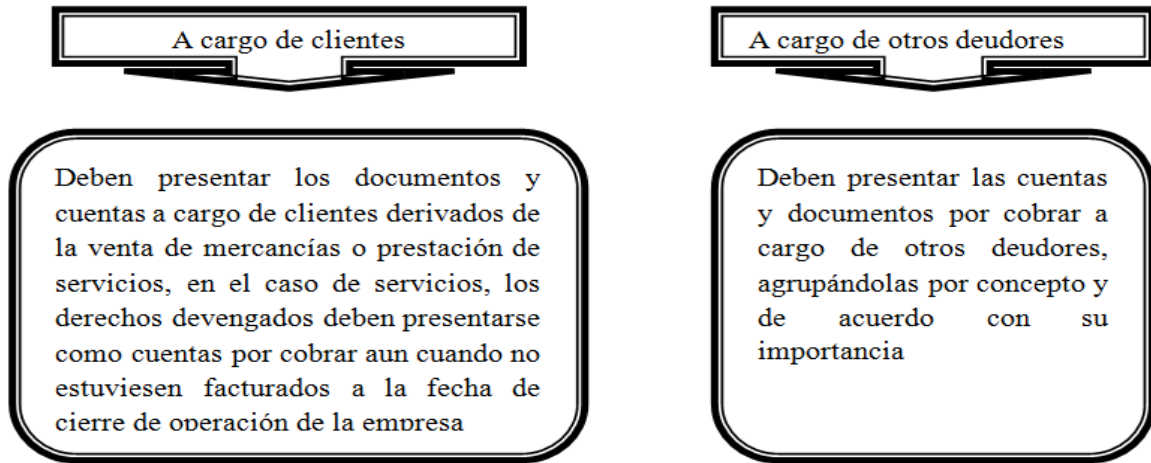 A cargo de clientes
Deben presentar los documentos y
cuentas a cargo de clientes derivados de
la venta de mercancías o prestación de
servicios, en el caso de servicios, los
derechos devengados deben presentarse
como cuentas por cobrar aun cuando no
estuviesen facturados a la fecha de
cierre de operación de la empresa
A cargo de otros deudores
Deben presentar las cuentas
y documentos por cobrar a
cargo de otros deudores,
agrupándolas por concepto y
de acuerdo con su
importancia